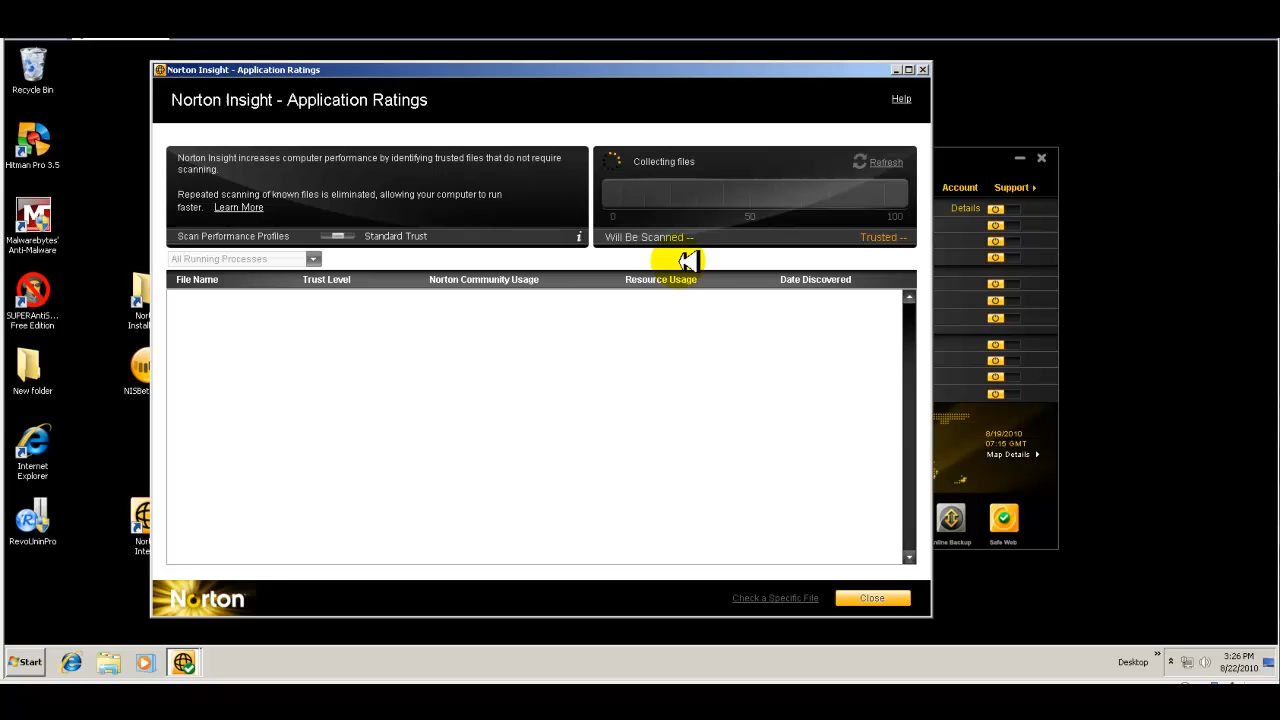 Recycle Bin
Hitman Pro 3.5
Malwarebytes'
Anti-Malware
SUPERAntiS...
Free Edition
New folder
Internet
Explorer
RevoUninPro
Nort
Install
NISBet
Nort
Inte
Norton Insight - Application Ratings
Norton Insight - Application Ratings
Help
Norton Insight increases computer performance by identifying trusted files that do not require
scanning.
Repeated scanning of known files is eliminated, allowing your computer to run
faster. Learn More
Scan Performance Profiles Standard Trust
Collecting files
Refresh
0 50 100
Will Be Scanned -- Trusted --
All Running Processes
File Name Trust Level Norton Community Usage Resource Usage Date Discovered
Norton
Check a Specific File
Close
Account Support
Details
8/19/2010
07:15 GMT
Map Details
nline Backup Safe Web
Start
Desktop
3:26 PM
8/22/2010